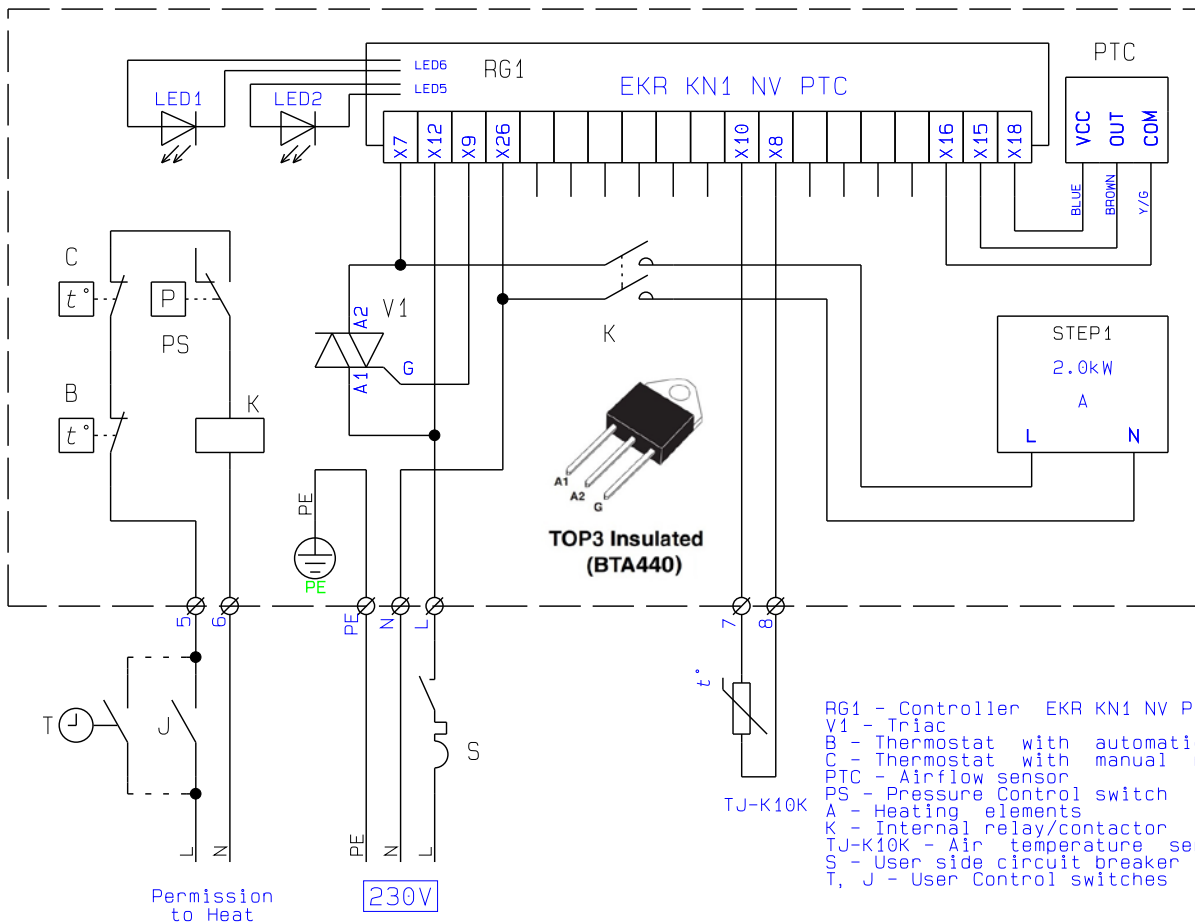 LED6
RG1
PTC
LED5
EKR KN1 NV PTC
LED1
LED2
X7
X12
X9
X26
X10
X8
X16
X15
X18
VCC
OUT
COM
BLUE
BROWN
Y/G
C
t°
P
PS
V1
A2
A1
G
K
STEP1
2.0kW
A
L N
B
t°
K
A1
A2
G
TOP3 Insulated
(BTA440)
PE
PE
5
6
PE
N
L
7
8
T
J
S
t°
TJ-K10K
L
N
PE
N
L
Permission
to Heat
230V
RG1 - Controller EKR KN1 NV P
V1 - Triac
B - Thermostat with automati
C - Thermostat with manual
PTC - Airflow sensor
PS - Pressure Control switch
A - Heating elements
K - Internal relay/contactor
TJ-K10K - Air temperature se
S - User side circuit breaker
T, J - User Control switches